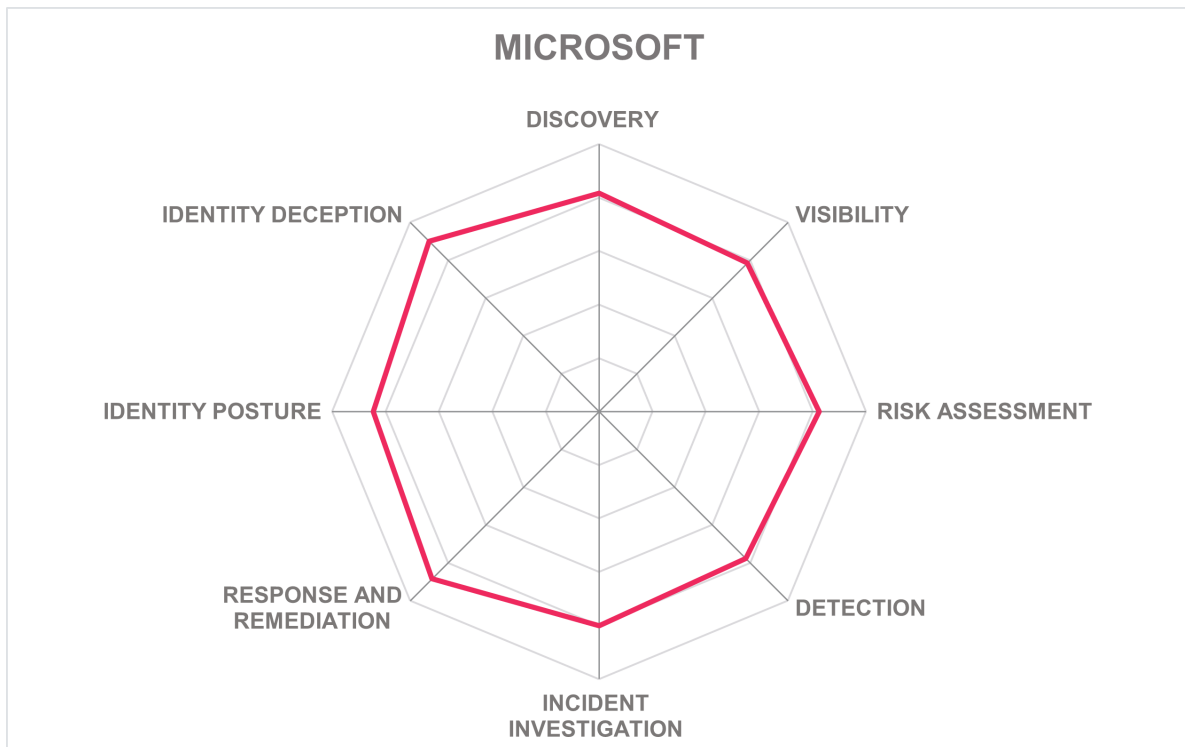 MICROSOFT
DISCOVERY
IDENTITY DECEPTION
VISIBILITY
IDENTITY POSTURE
RISK ASSESSMENT
RESPONSE AND
REMEDIATION
DETECTION
INCIDENT
INVESTIGATION